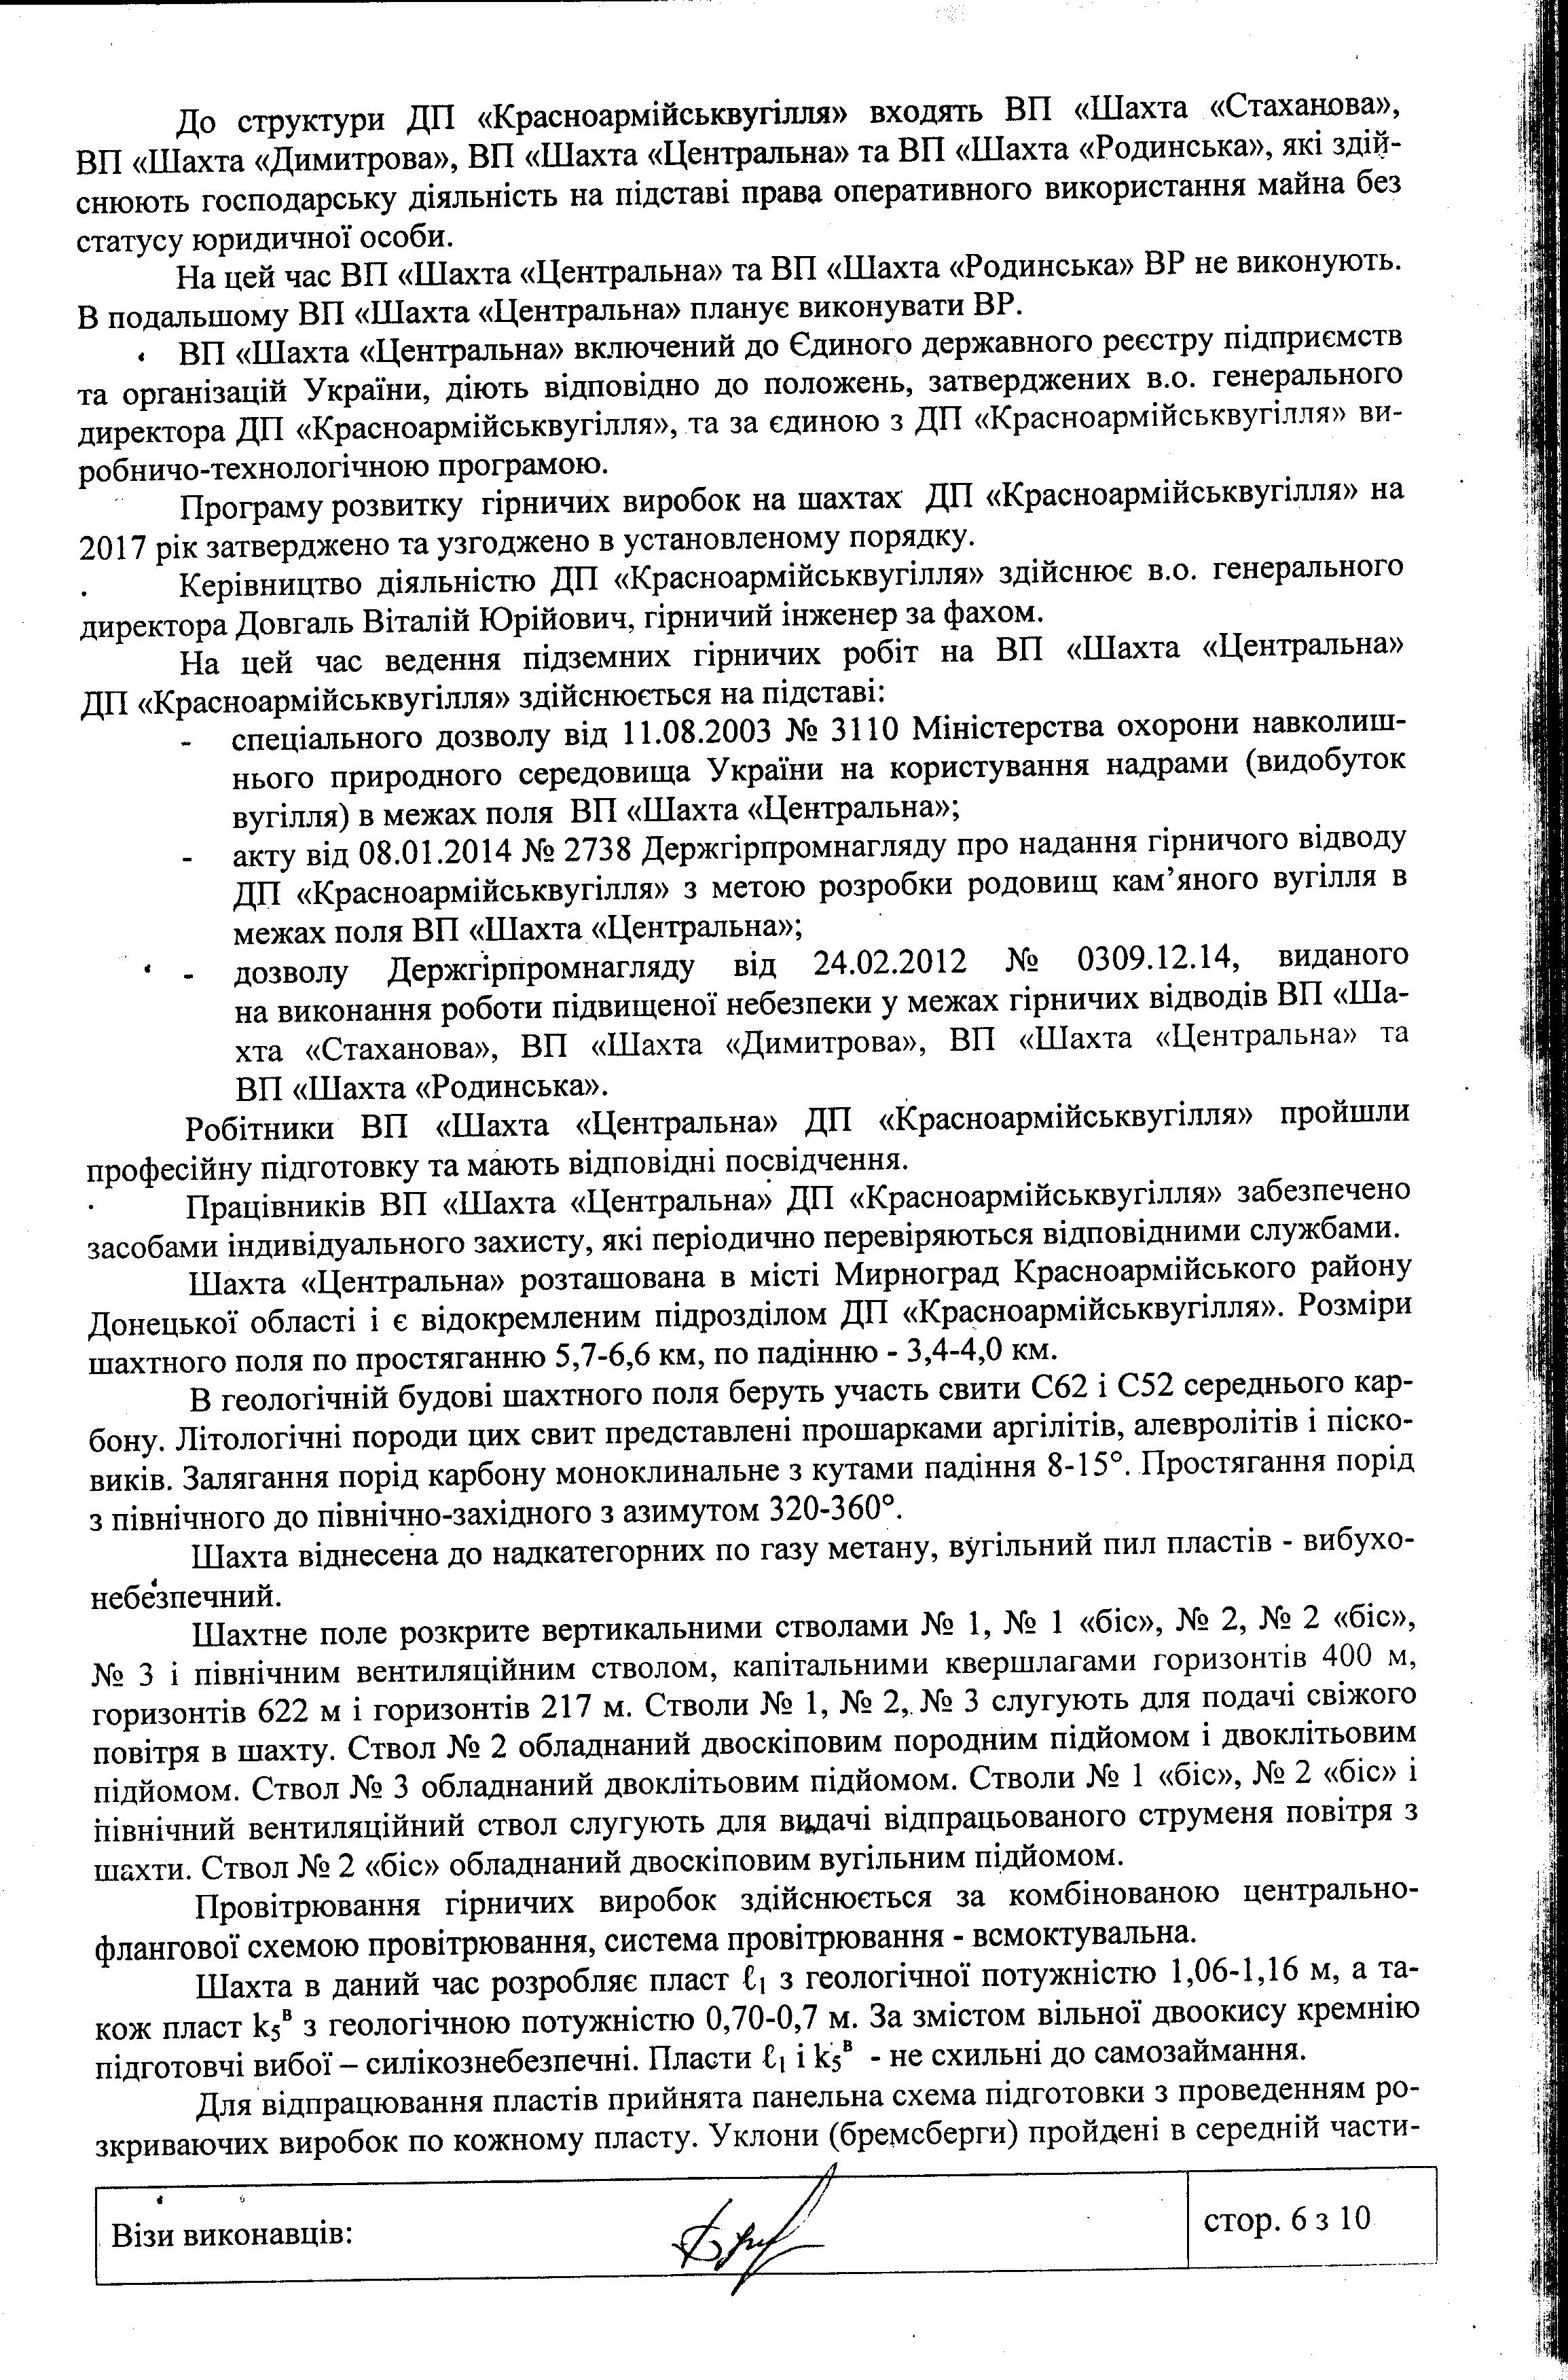 До структури ДП «Красноармійськвугілля» входять ВП «Шахта «Стаханова»,
ВП «Шахта «Димитрова», ВП «Шахта «Центральна» та ВП «Шахта «Родинська», які здій-
снюють господарську діяльність на підставі права оперативного використання майна без
статусу юридичної особи.
На цей час ВП «Шахта «Центральна» та ВП «Шахта «Родинська» ВР не виконують.
В подальшому ВП «Шахта «Центральна» планує виконувати ВР.
ВП «Шахта «Центральна» включений до Єдиного державного реєстру підприємств
та організацій України, діють відповідно до положень, затверджених в.о. генерального
директора ДП «Красноармійськвугілля», та за єдиною з ДП «Красноармійськвугілля» ви-
робничо-технологічною програмою.
Програму розвитку гірничих виробок на шахтах ДП «Красноармійськвугілля» на
2017 рік затверджено та узгоджено в установленому порядку.
Керівництво діяльністю ДП «Красноармійськвугілля» здійснює в.о. генерального
директора Довгаль Віталій Юрійович, гірничий інженер за фахом.
На цей час ведення підземних гірничих робіт на ВП «Шахта «Центральна»
ДП «Красноармійськвугілля» здійснюється на підставі:
- спеціального дозволу від 11.08.2003 № 3110 Міністерства охорони навколиш-
нього природного середовища України на користування надрами (видобуток
вугілля) в межах поля ВП «Шахта «Центральна»;
- акту від 08.01.2014 № 2738 Держгірпромнагляду про надання гірничого відводу
ДП «Красноармійськвугілля» з метою розробки родовищ кам’яного вугілля в
межах поля ВП «Шахта «Центральна»;
- дозволу Держгірпромнагляду від 24.02.2012 № 0309.12.14, виданого
на виконання роботи підвищеної небезпеки у межах гірничих відводів ВП «Ша-
хта «Стаханова», ВП «Шахта «Димитрова», ВП «Шахта «Центральна» та
ВП «Шахта «Родинська».
Робітники ВП «Шахта «Центральна» ДП «Красноармійськвугілля» пройшли
професійну підготовку та мають відповідні посвідчення.
Працівників ВП «Шахта «Центральна» ДП «Красноармійськвугілля» забезпечено
засобами індивідуального захисту, які періодично перевіряються відповідними службами.
Шахта «Центральна» розташована в місті Мирноград Красноармійського району
Донецької області і є відокремленим підрозділом ДП «Красноармійськвугілля». Розміри
шахтного поля по простяганню 5,7-6,6 км, по падінню - 3,4-4,0 км.
В геологічній будові шахтного поля беруть участь свити С62 і С52 середнього кар-
бону. Літологічні породи цих свит представлені прошарками аргілітів, алевролітів і піско-
виків. Залягання порід карбону моноклинальне з кутами падіння 8-15°. Простягання порід
з північного до північно-західного з азимутом 320-360°.
Шахта віднесена до надкатегорних по газу метану, вугільний пил пластів - вибухо-
небезпечний.
Шахтне поле розкрите вертикальними стволами № 1, № 1 «біс», № 2, № 2 «біс»,
№ 3 і північним вентиляційним стволом, капітальними квершлагами горизонтів 400 м,
горизонтів 622 м і горизонтів 217 м. Стволи № 1, № 2, № 3 слугують для подачі свіжого
повітря в шахту. Ствол № 2 обладнаний двоскіповим породним підйомом і двоклітьовим
підйомом. Ствол № 3 обладнаний двоклітьовим підйомом. Стволи № 1 «біс», № 2 «біс» і
північний вентиляційний ствол слугують для видачі відпрацьованого струменя повітря з
шахти. Ствол № 2 «біс» обладнаний двоскіповим вугільним підйомом.
Провітрювання гірничих виробок здійснюється за комбінованою центрально-
флангової схемою провітрювання, система провітрювання - всмоктувальна.
Шахта в даний час розробляє пласт ℓ₁ з геологічної потужністю 1,06-1,16 м, а та-
кож пласт k₅ᴮ з геологічною потужністю 0,70-0,7 м. За змістом вільної двоокису кремнію
підготовчі вибої – силікознебезпечні. Пласти ℓ₁ і k₅ᴮ - не схильні до самозаймання.
Для відпрацювання пластів прийнята панельна схема підготовки з проведенням ро-
зкриваючих виробок по кожному пласту. Уклони (бремсберги) пройдені в середній части-
Візи виконавців:
стор. 6 з 10